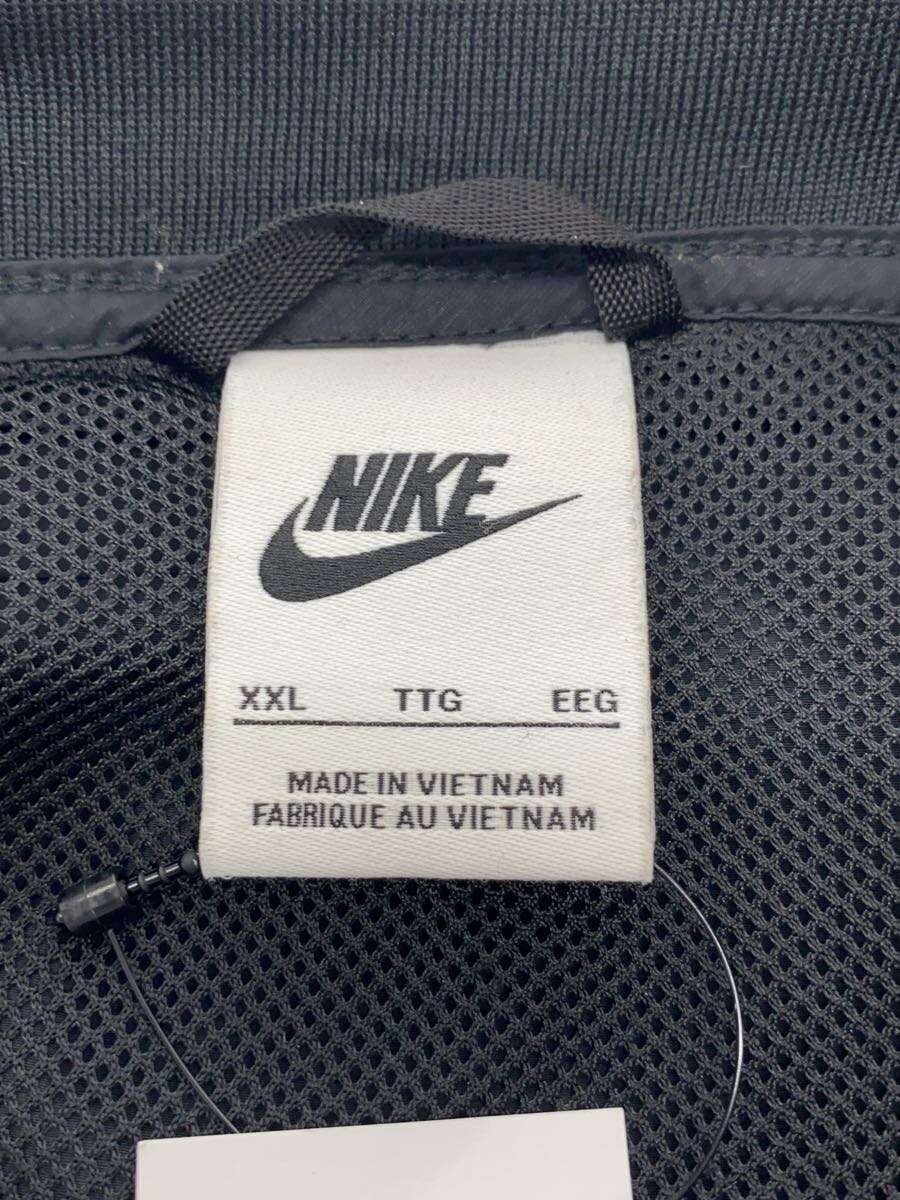 NIKE
XXL TTG EEG
MADE IN VIETNAM
FABRIQUE AU VIETNAM